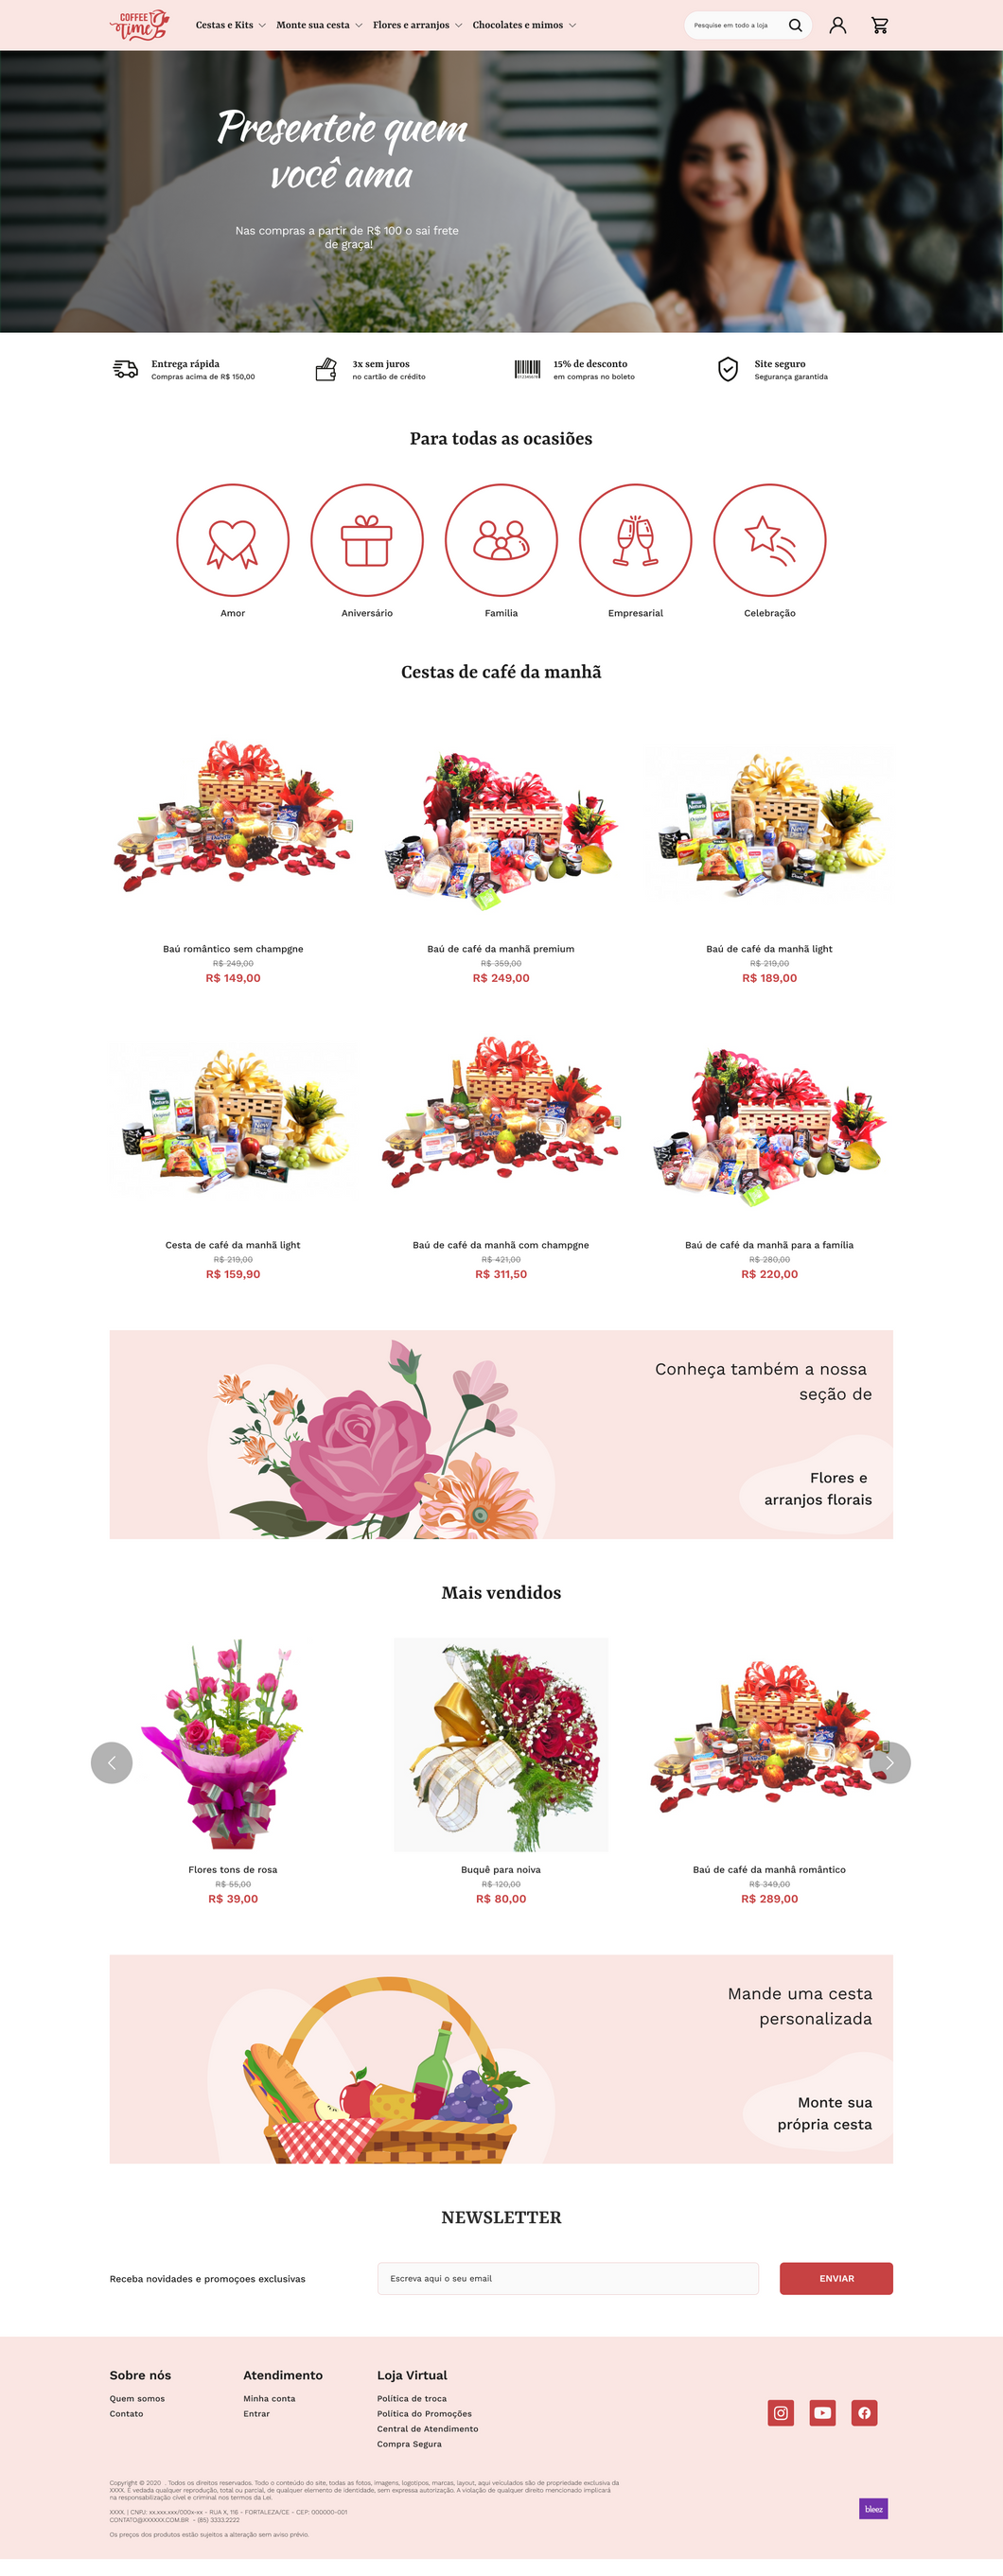 COFFEE
Time
Cestas e Kits
Monte sua cesta
Flores e arranjos
Chocolates e mimos
Pesquise em todo a loja
Presenteie quem
você ama
Nas compras a partir de R$ 100 o sai frete
de graça!
Entrega rápida
Compras acima de R$ 150,00
3x sem juros
no cartão de crédito
15% de desconto
em compras no boleto
Site seguro
Segurança garantida
Para todas as ocasiões
Amor
Aniversário
Família
Empresarial
Celebração
Cestas de café da manhã
Baú romântico sem champgne
R$ 249,00
R$ 149,00
Baú de café da manhã premium
R$ 359,00
R$ 249,00
Baú de café da manhã light
R$ 219,00
R$ 189,00
Cesta de café da manhã light
R$ 219,00
R$ 159,90
Baú de café da manhã com champgne
R$ 421,00
R$ 311,50
Baú de café da manhã para a família
R$ 280,00
R$ 220,00
Conheça também a nossa
seção de
Flores e
arranjos florais
Mais vendidos
Flores tons de rosa
R$ 55,00
R$ 39,00
Buquê para noiva
R$ 120,00
R$ 80,00
Baú de café da manhã romântico
R$ 349,00
R$ 289,00
Mande uma cesta
personalizada
Monte sua
própria cesta
NEWSLETTER
Receba novidades e promoçoes exclusivas
Escreva aqui o seu email
ENVIAR
Sobre nós
Quem somos
Contato
Atendimento
Minha conta
Entrar
Loja Virtual
Política de troca
Política do Promoções
Central de Atendimento
Compra Segura
Copyright © 2020 . Todos os direitos reservados. Todo o conteúdo do site, todas as fotos, imagens, logotipos, marcas, layout, aqui veiculados são de propriedade exclusiva da
XXXX. É vedada qualquer reprodução, total ou parcial, de qualquer elemento de identidade, sem expressa autorização. A violação de qualquer direito mencionado implicará
na responsabilização cível e criminal nos termos da Lei.
XXXX. | CNPJ: xx.xxx.xxx/000x-xx - RUA X, 116 - FORTALEZA/CE - CEP: 000000-001
CONTATO@XXXXXX.COM.BR - (85) 3333.2222
Os preços dos produtos estão sujeitos a alteração sem aviso prévio.
bleez